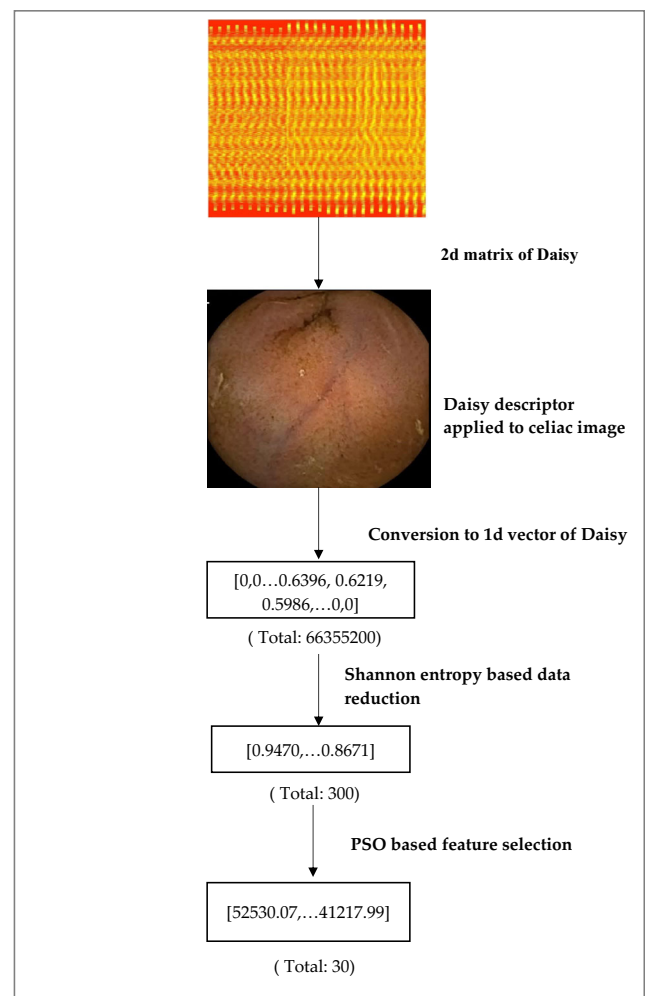 2d matrix of Daisy
Daisy descriptor
applied to celiac image
Conversion to 1d vector of Daisy
[0,0…0.6396, 0.6219,
0.5986,…0,0]
( Total: 66355200)
Shannon entropy based data
reduction
[0.9470,…0.8671]
( Total: 300)
PSO based feature selection
[52530.07,…41217.99]
( Total: 30)